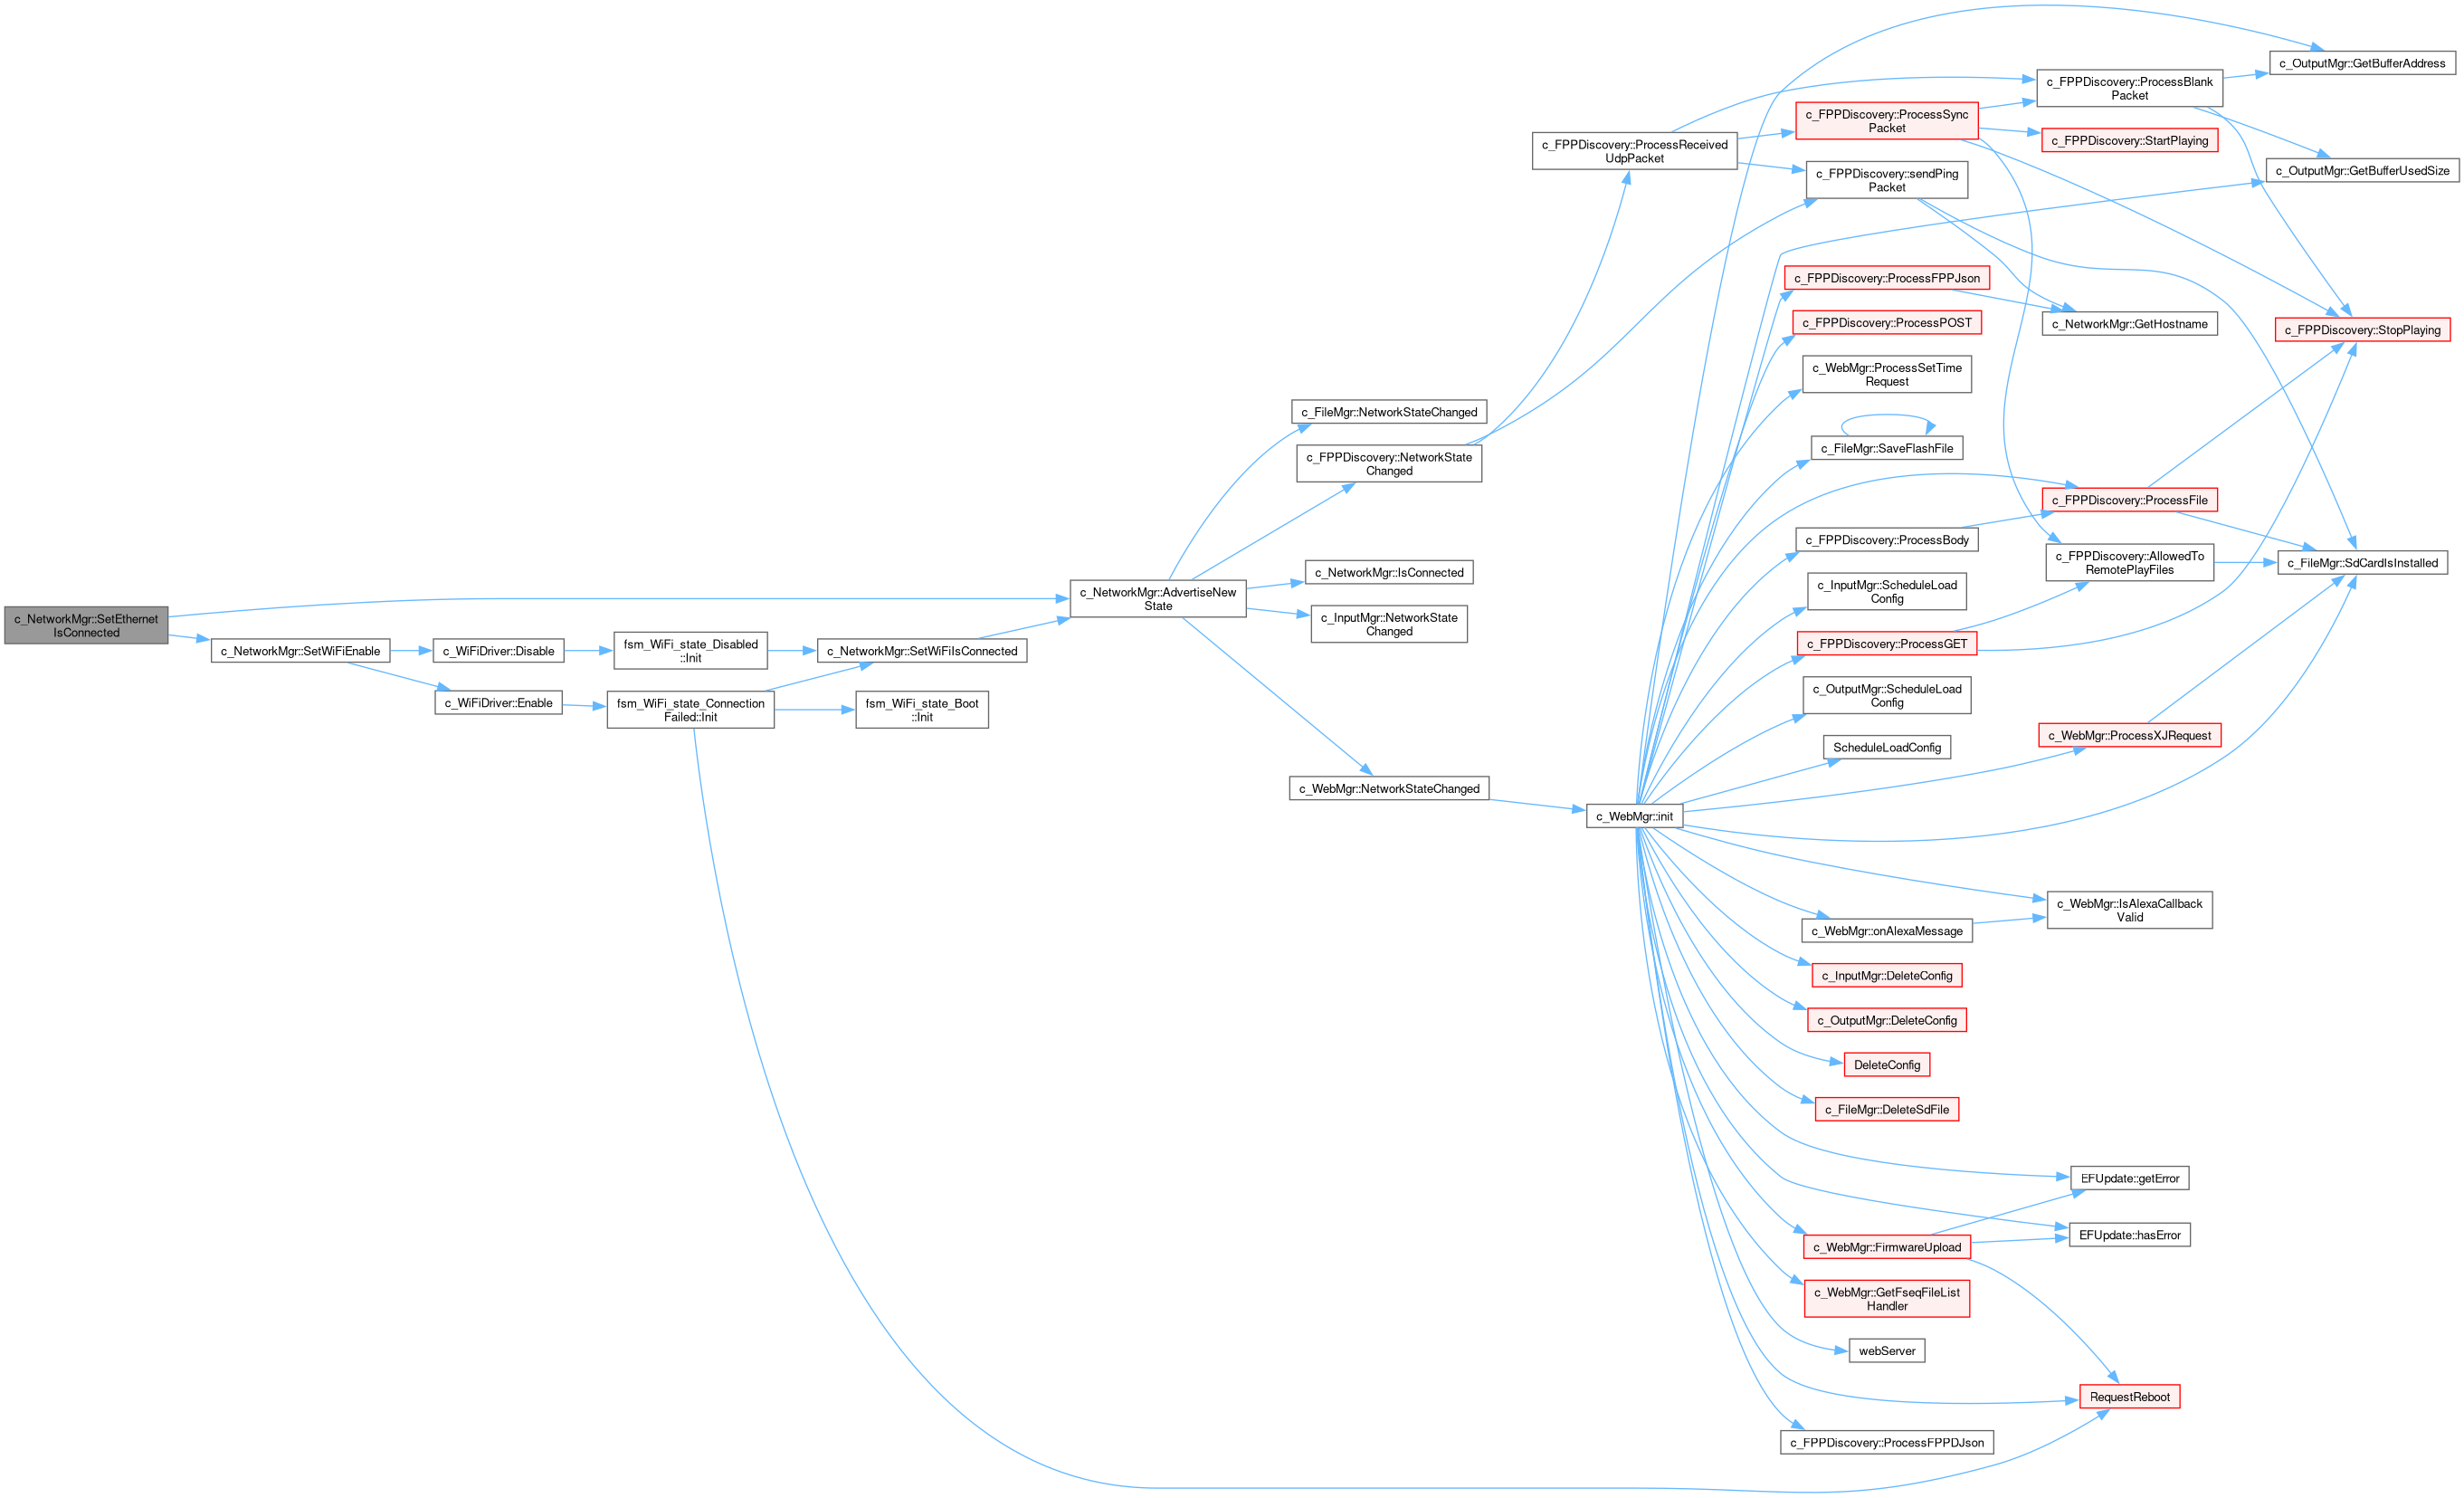 c_NetworkMgr::SetEthernet
IsConnected
c_NetworkMgr::SetWiFiEnable
c_WiFiDriver::Disable
c_WiFiDriver::Enable
fsm_WiFi_state_Disabled
::Init
fsm_WiFi_state_Connection
Failed::Init
c_NetworkMgr::SetWiFiIsConnected
fsm_WiFi_state_Boot
::Init
c_NetworkMgr::AdvertiseNew
State
c_FileMgr::NetworkStateChanged
c_FPPDiscovery::NetworkState
Changed
c_NetworkMgr::IsConnected
c_InputMgr::NetworkState
Changed
c_WebMgr::NetworkStateChanged
c_FPPDiscovery::ProcessReceived
UdpPacket
c_WebMgr::init
c_FPPDiscovery::ProcessSync
Packet
c_FPPDiscovery::sendPing
Packet
c_FPPDiscovery::ProcessFPPJson
c_FPPDiscovery::ProcessPOST
c_WebMgr::ProcessSetTime
Request
c_FileMgr::SaveFlashFile
c_FPPDiscovery::ProcessBody
c_InputMgr::ScheduleLoad
Config
c_FPPDiscovery::ProcessGET
c_OutputMgr::ScheduleLoad
Config
ScheduleLoadConfig
c_WebMgr::onAlexaMessage
c_InputMgr::DeleteConfig
c_OutputMgr::DeleteConfig
DeleteConfig
c_FileMgr::DeleteSdFile
c_WebMgr::FirmwareUpload
c_WebMgr::GetFseqFileList
Handler
webServer
c_FPPDiscovery::ProcessFPPDJson
c_FPPDiscovery::ProcessBlank
Packet
c_FPPDiscovery::StartPlaying
c_NetworkMgr::GetHostname
c_FPPDiscovery::ProcessFile
c_FPPDiscovery::AllowedTo
RemotePlayFiles
c_WebMgr::ProcessXJRequest
c_WebMgr::IsAlexaCallback
Valid
EFUpdate::getError
EFUpdate::hasError
RequestReboot
c_OutputMgr::GetBufferAddress
c_OutputMgr::GetBufferUsedSize
c_FPPDiscovery::StopPlaying
c_FileMgr::SdCardIsInstalled